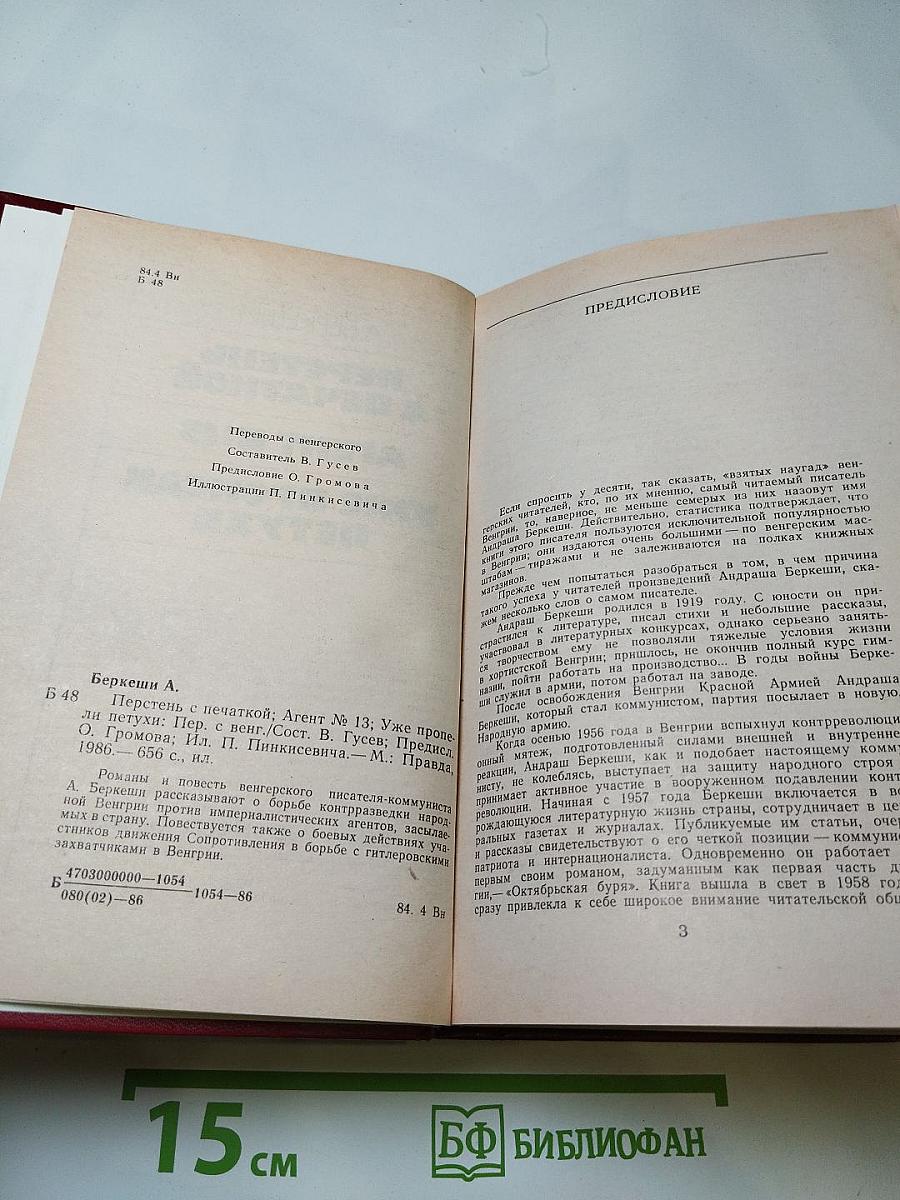 84.4 Вн
Б 48
Переводы с венгерского
Составитель В. Гусев
Предисловие О. Громова
Иллюстрации П. Пинкисевича
Беркеши А.
Б 48
Перстень с печаткой; Агент № 13; Уже пропе-
ли петухи: Пер. с венг./Сост. В. Гусев; Предисл.
О. Громова; Ил. П. Пинкисевича.— М.: Правда,
1986.— 656 с., ил.
Романы и повесть венгерского писателя-коммуниста
А. Беркеши рассказывают о борьбе контрразведки народ-
ной Венгрии против империалистических агентов, засылае-
мых в страну. Повествуется также о боевых действиях уча-
стников движения Сопротивления в борьбе с гитлеровскими
захватчиками в Венгрии.
Б 4703000000—1054
080(02)—86
1054—86
84. 4 Вн
ПРЕДИСЛОВИЕ
Если спросить у десяти, так сказать, «взятых наугад» вен-
герских читателей, кто, по их мнению, самый читаемый писатель
Венгрии, то, наверное, не меньше семерых из них назовут имя
Андраша Беркеши. Действительно, статистика подтверждает, что
книги этого писателя пользуются исключительной популярностью
в Венгрии; они издаются очень большими — по венгерским мас-
штабам — тиражами и не залеживаются на полках книжных
магазинов.
Прежде чем попытаться разобраться в том, в чем причина
такого успеха у читателей произведений Андраша Беркеши, ска-
жем несколько слов о самом писателе.
Андраш Беркеши родился в 1919 году. С юности он при-
страстился к литературе, писал стихи и небольшие рассказы,
участвовал в литературных конкурсах, однако серьезно занять-
ся творчеством ему не позволяли тяжелые условия жизни
в хортистской Венгрии; пришлось, не окончив полный курс гим-
назии, пойти работать на производство... В годы войны Берке-
ши служил в армии, потом работал на заводе.
После освобождения Венгрии Красной Армией Андраша
Беркеши, который стал коммунистом, партия посылает в новую,
Народную армию.
Когда осенью 1956 года в Венгрии вспыхнул контрреволюци-
онный мятеж, подготовленный силами внешней и внутренне
реакции, Андраш Беркеши, как и подобает настоящему комму
нисту, не колеблясь, выступает на защиту народного строя
принимает активное участие в вооруженном подавлении конт
революции. Начиная с 1957 года Беркеши включается в во
рождающуюся литературную жизнь страны, сотрудничает в це
ральных газетах и журналах. Публикуемые им статьи, очер
и рассказы свидетельствуют о его четкой позиции — коммунис
патриота и интернационалиста. Одновременно он работает
первым своим романом, задуманным как первая часть д
гии,— «Октябрьская буря». Книга вышла в свет в 1958 год
сразу привлекла к себе широкое внимание читательской общ
3
15 см
БФ БИБЛИОФАН